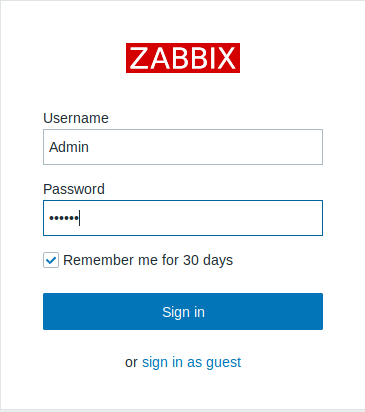 ZABBIX
Username
Admin
Password
••••••
Remember me for 30 days
Sign in
or sign in as guest